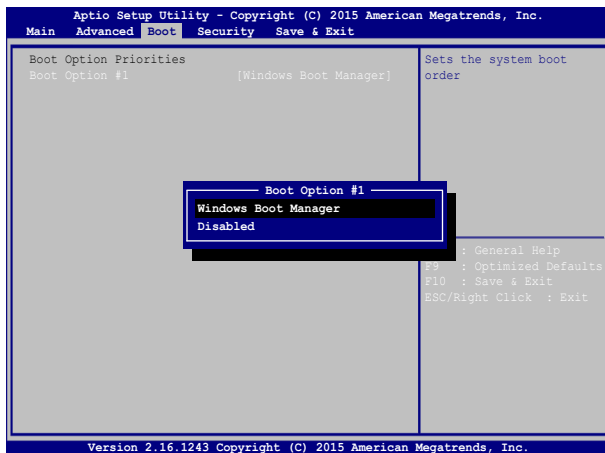 Aptio Setup Utility - Copyright (C) 2015 American Megatrends, Inc.
Main Advanced Boot Security Save & Exit
Boot Option Priorities
Boot Option #1 [Windows Boot Manager]
Sets the system boot
order
Boot Option #1
Windows Boot Manager
Disabled
: General Help
F9 : Optimized Defaults
F10 : Save & Exit
ESC/Right Click : Exit
Version 2.16.1243 Copyright (C) 2015 American Megatrends, Inc.